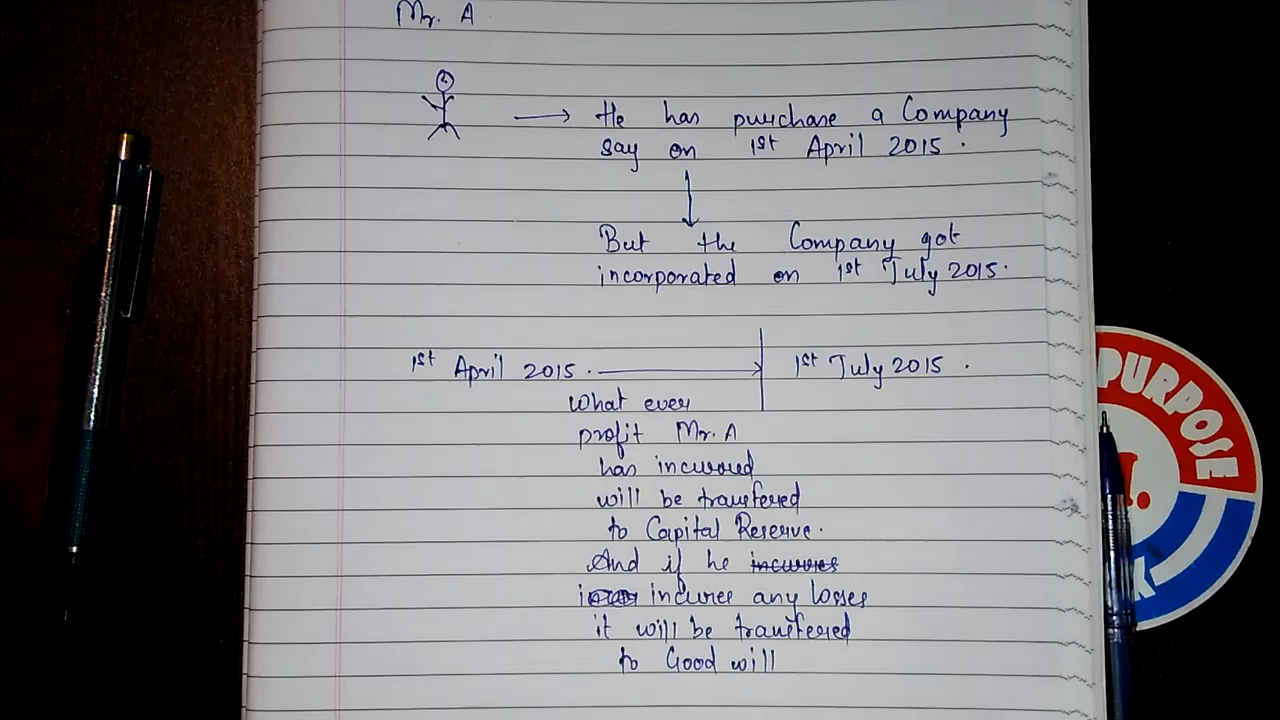 Mr. A
He has purchase a Company
say on 1st April 2015.
But the Company got
incorporated on 1st July 2015.
1st April 2015. 1st July 2015.
What ever
profit Mr. A
has incurred
will be transfered
to Capital Reserve.
And if he incurres
incures any losses
it will be transfered
to Good will
PURPOSE